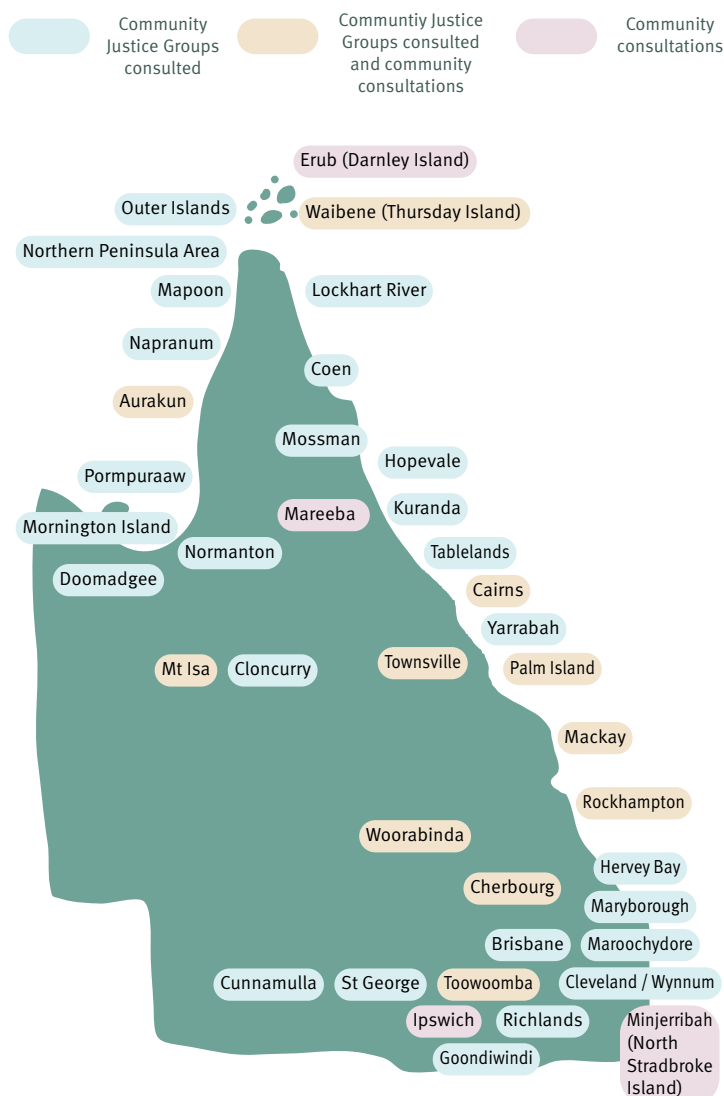 Community
Justice Groups
consulted
Communtiy Justice
Groups consulted
and community
consultations
Community
consultations
Erub (Darnley Island)
Outer Islands
Waibene (Thursday Island)
Northern Peninsula Area
Mapoon
Lockhart River
Napranum
Coen
Aurakun
Mossman
Hopevale
Pormpuraaw
Kuranda
Mareeba
Mornington Island
Normanton
Tablelands
Doomadgee
Cairns
Yarrabah
Mt Isa
Cloncurry
Townsville
Palm Island
Mackay
Rockhampton
Woorabinda
Hervey Bay
Cherbourg
Maryborough
Brisbane
Maroochydore
Cunnamulla
St George
Toowoomba
Cleveland / Wynnum
Ipswich
Richlands
Minjerribah
(North
Stradbroke
Island)
Goondiwindi